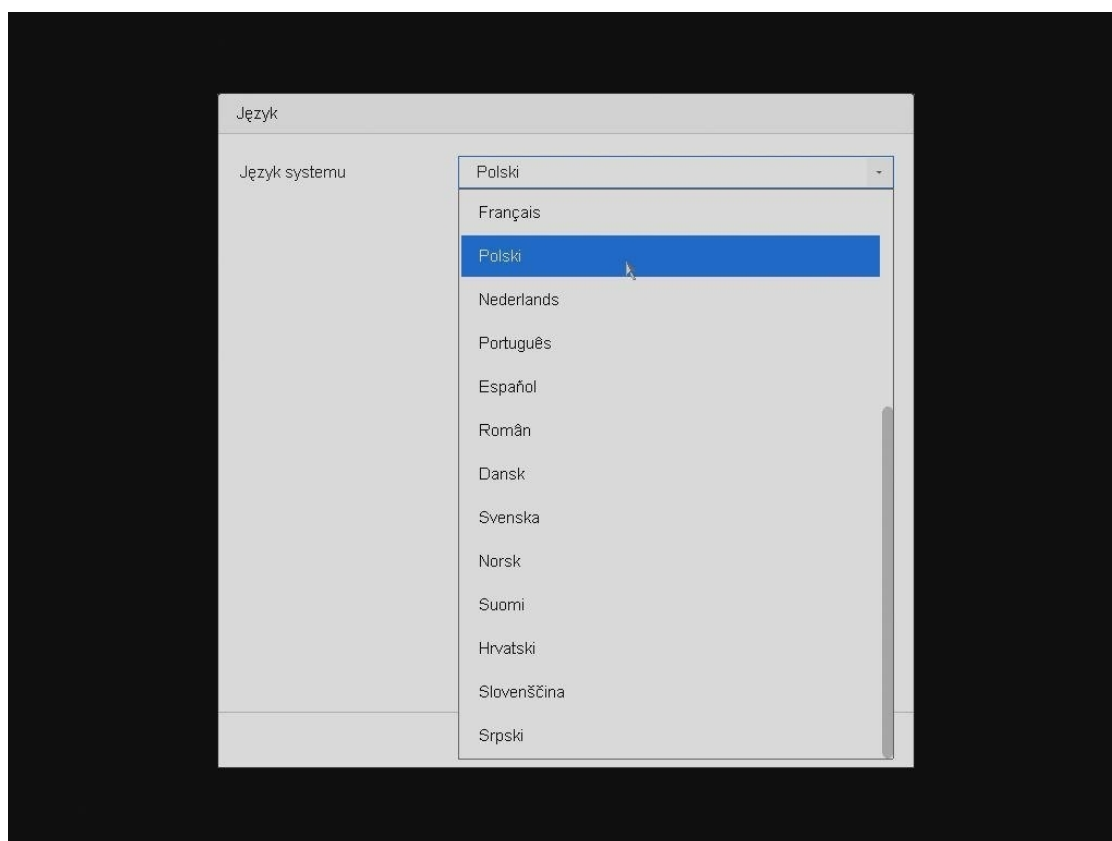 Język
Język systemu
Polski
Français
Polski
Nederlands
Português
Español
Român
Dansk
Svenska
Norsk
Suomi
Hrvatski
Slovenščina
Srpski